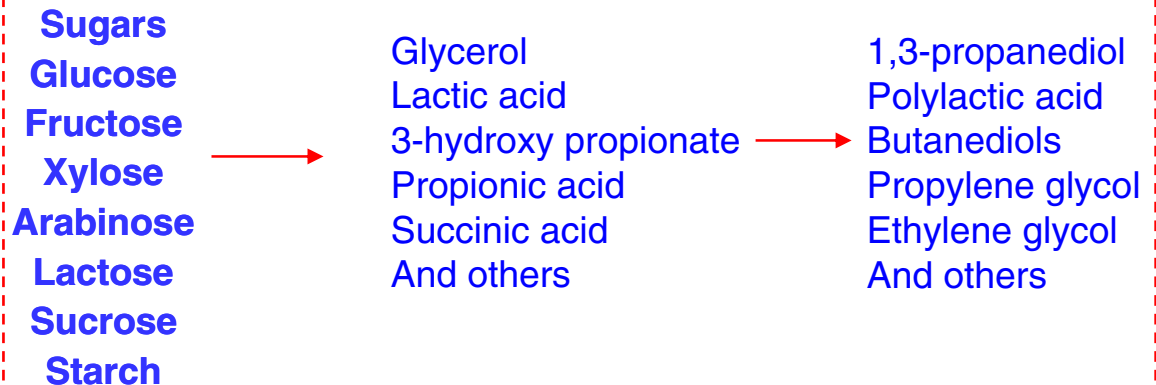 Sugars
Glucose
Fructose
Xylose
Arabinose
Lactose
Sucrose
Starch
Glycerol
Lactic acid
3-hydroxy propionate
Propionic acid
Succinic acid
And others
1,3-propanediol
Polylactic acid
Butanediols
Propylene glycol
Ethylene glycol
And others